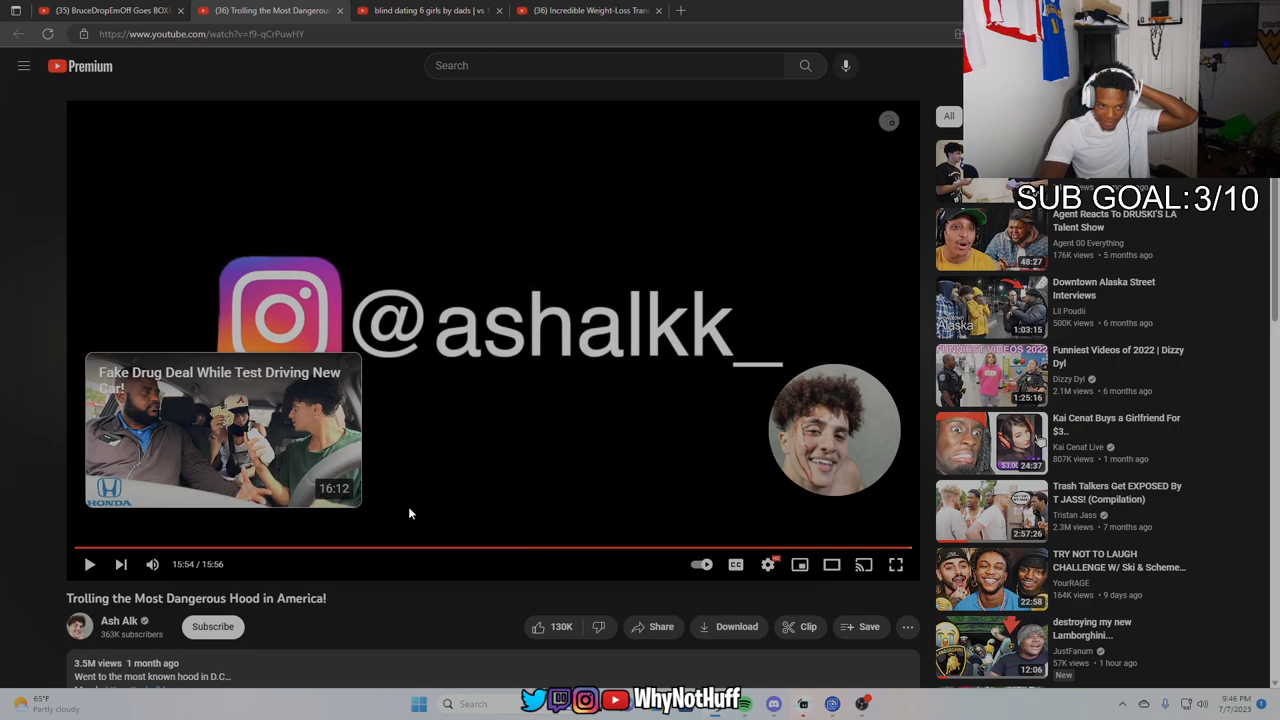 (35) BruceDropEmOff Goes BOX
(36) Trolling the Most Dangerous
blind dating 6 girls by dads | vs
(36) Incredible Weight-Loss Tran
https://www.youtube.com/watch?v=f9-qCrPuwHY
Premium
Search
All
SUB GOAL:3/10
@ashalkk_
Fake Drug Deal While Test Driving New
Car!
HONDA
16:12
15:54 / 15:56
CC
HD
Trolling the Most Dangerous Hood in America!
Ash Alk
363K subscribers
Subscribe
130K
Share
Download
Clip
Save
3.5M views 1 month ago
Went to the most known hood in D.C...
Agent Reacts To DRUSKI'S LA
Talent Show
Agent 00 Everything
176K views • 5 months ago
48:27
Downtown Alaska Street
Interviews
Lil Poudii
500K views • 6 months ago
Alaska
1:03:15
FUNNIEST VIDEOS 2022
Funniest Videos of 2022 | Dizzy
Dyl
Dizzy Dyl
2.1M views • 6 months ago
1:25:16
Kai Cenat Buys a Girlfriend For
$3..
Kai Cenat Live
807K views • 1 month ago
24:37
Trash Talkers Get EXPOSED By
T JASS! (Compilation)
Tristan Jass
2.3M views • 7 months ago
2:57:26
TRY NOT TO LAUGH
CHALLENGE W/ Ski & Scheme...
YourRAGE
164K views • 9 days ago
22:58
destroying my new
Lamborghini...
JustFanum
57K views • 1 hour ago
New
12:06
65°F
Partly cloudy
Search
WhyNotHuff
9:46 PM
7/7/2023